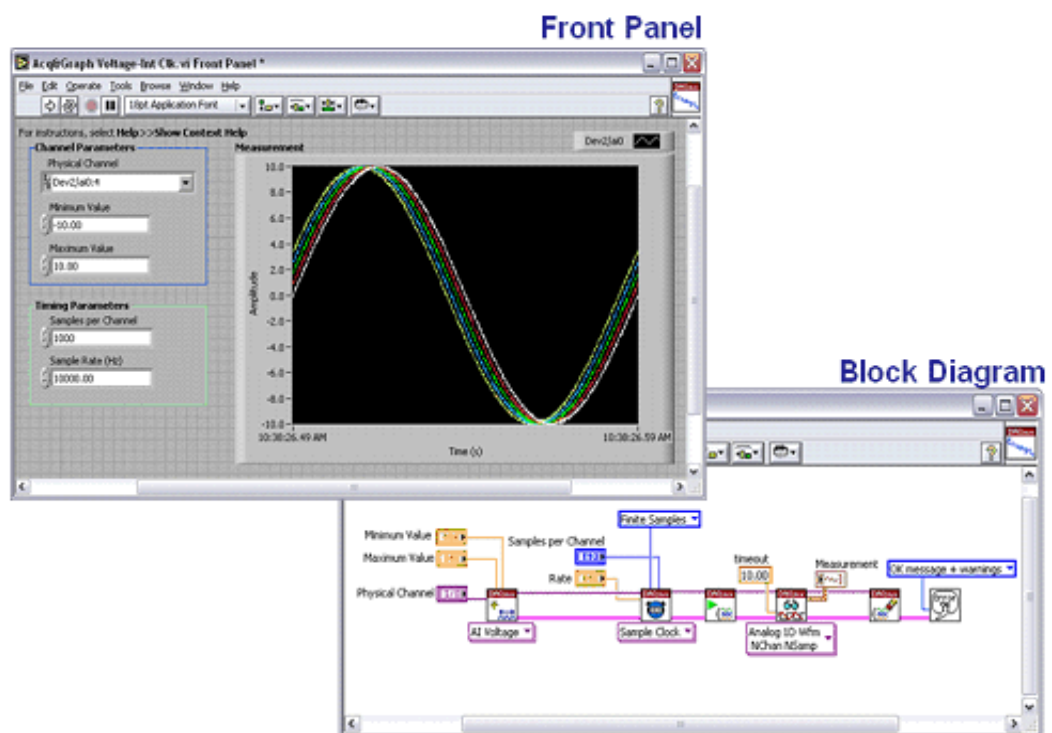 Front Panel
Acq&Graph Voltage-Int Clk.vi Front Panel *
File Edit Operate Tools Browse Window Help
18pt Application Font
For instructions, select Help>>Show Context Help
Channel Parameters
Physical Channel
Dev2/ai0:4
Minimum Value
-10.00
Maximum Value
10.00
Timing Parameters
Samples per Channel
1000
Sample Rate (Hz)
10000.00
Measurement
Dev2/ai0
Amplitude
10.0
8.0
6.0
4.0
2.0
0.0
-2.0
-4.0
-6.0
-8.0
-10.0
10:38:26.49 AM
10:38:26.59 AM
Time (s)
Block Diagram
Finite Samples
Minimum Value
Maximum Value
Physical Channel
Samples per Channel
Rate
timeout
10.00
Measurement
OK message + warnings
AI Voltage
Sample Clock
Analog 1D Wfm
NChan NSamp